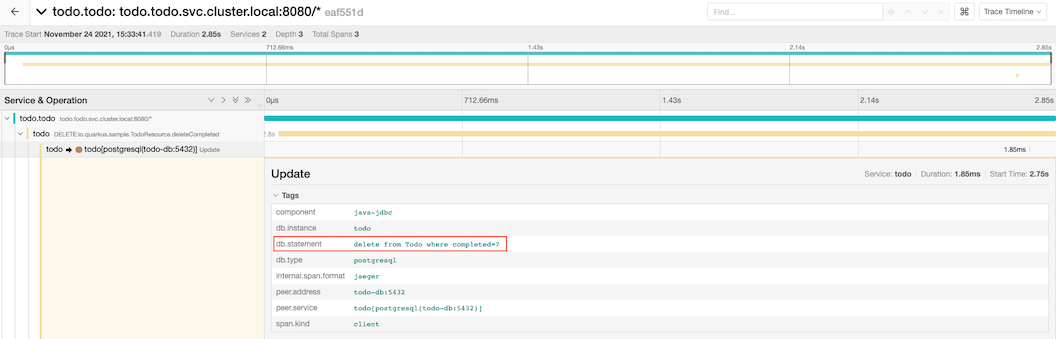 todo.todo: todo.todo.svc.cluster.local:8080/* eaf551d
Find...
Trace Timeline
Trace Start November 24 2021, 15:33:41.419 Duration 2.85s Services 2 Depth 3 Total Spans 3
0μs 712.66ms 1.43s 2.14s 2.85s
Service & Operation 0μs 712.66ms 1.43s 2.14s 2.85s
todo.todo todo.todo.svc.cluster.local:8080/*
todo DELETE:io.quarkus.sample.TodoResource.deleteCompleted 2.8s
todo todo[postgresql(todo-db:5432)] Update 1.85ms
Update Service: todo Duration: 1.85ms Start Time: 2.75s
Tags
component java-jdbc
db.instance todo
db.statement delete from Todo where completed=?
db.type postgresql
internal.span.format jaeger
peer.address todo-db:5432
peer.service todo[postgresql(todo-db:5432)]
span.kind client